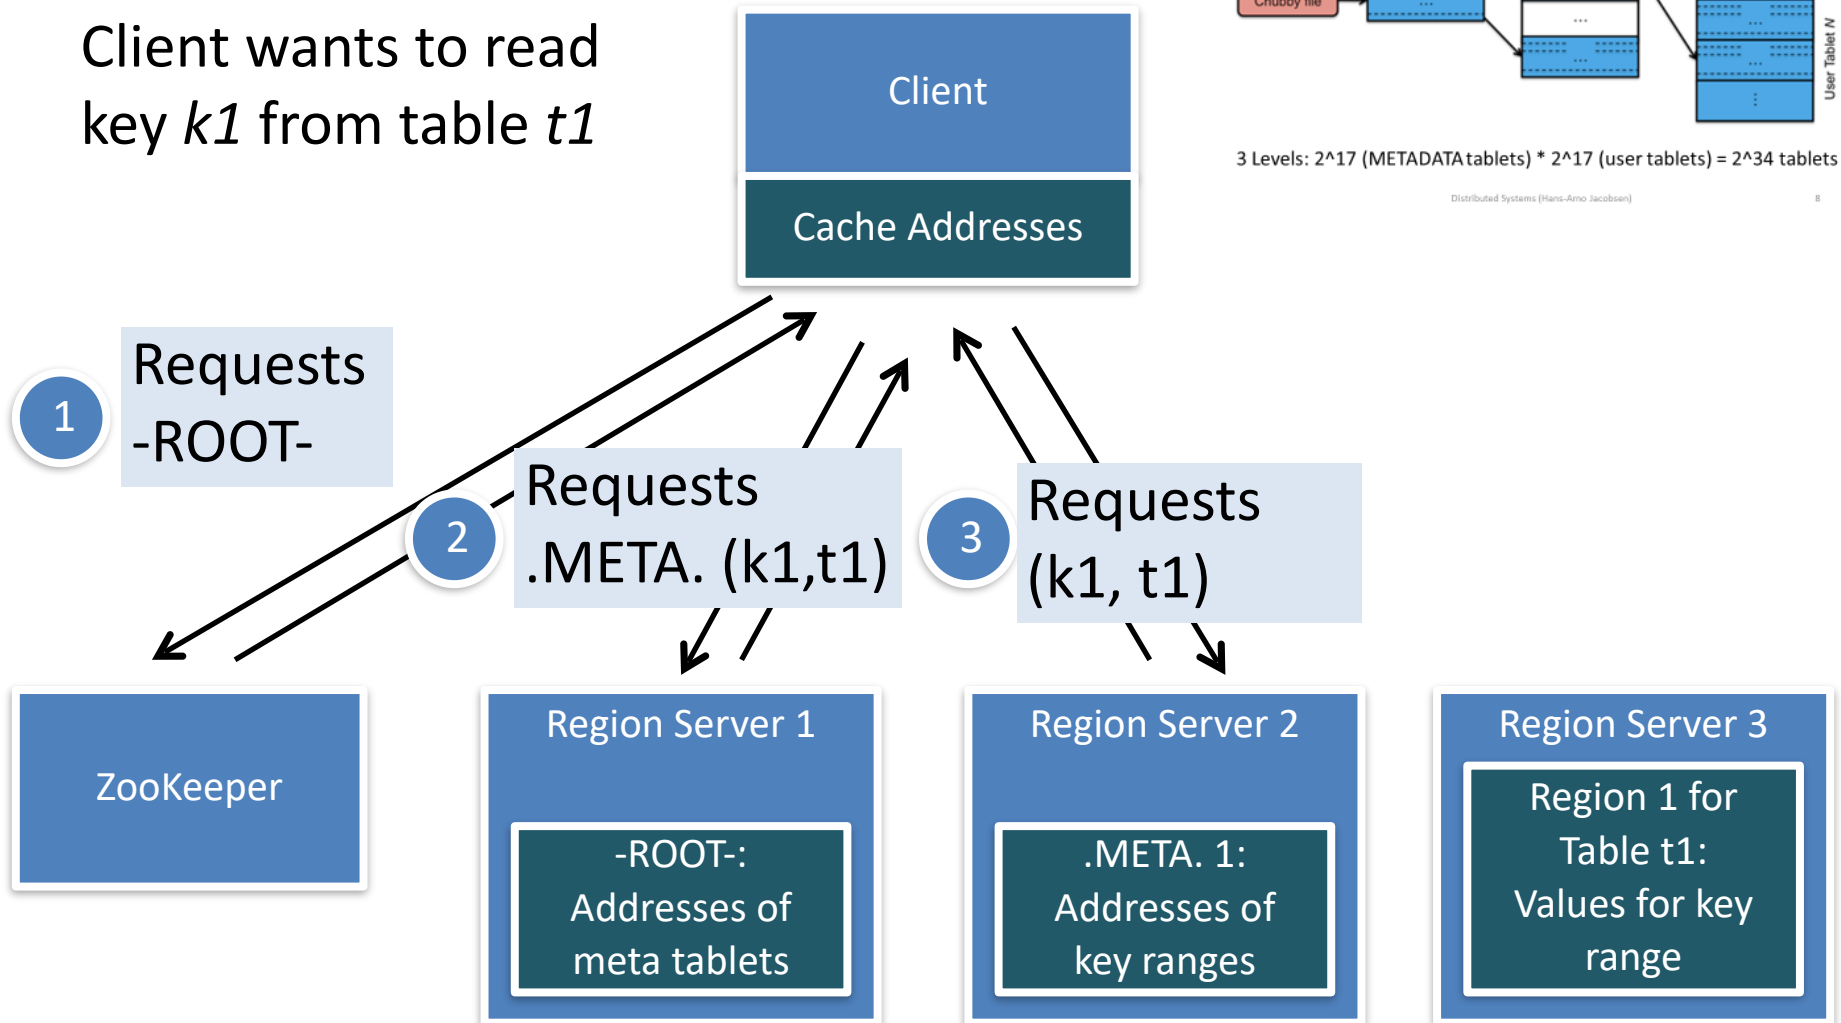 Client wants to read
key k1 from table t1
Client
Cache Addresses
Chubby file
...
...
...
...
...
User Tablet N
3 Levels: 2^17 (METADATA tablets) * 2^17 (user tablets) = 2^34 tablets
Distributed Systems (Hans-Arno Jacobsen)
8
1
Requests
-ROOT-
2
Requests
.META. (k1,t1)
3
Requests
(k1, t1)
ZooKeeper
Region Server 1
-ROOT-:
Addresses of
meta tablets
Region Server 2
.META. 1:
Addresses of
key ranges
Region Server 3
Region 1 for
Table t1:
Values for key
range